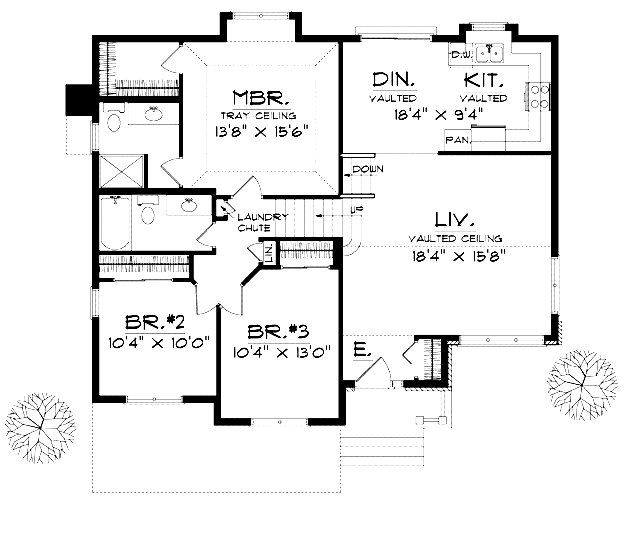 D.W.
MBR.
TRAY CEILING
13'8" × 15'6"
DIN.
VAULTED
KIT.
VAULTED
18'4" × 9'4"
PAN.
DOWN
UP
LAUNDRY
CHUTE
LIV.
VAULTED CEILING
18'4" × 15'8"
LIN.
BR. #2
10'4" × 10'0"
BR. #3
10'4" × 13'0"
E.